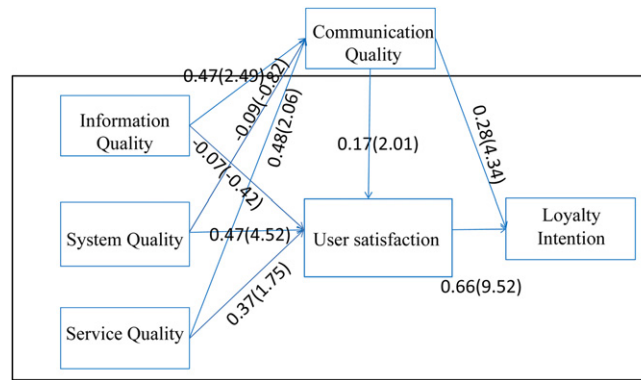 Communication
Quality
0.47(2.49)
-0.09(-0.82)
0.48(2.06)
Information
Quality
-0.07(-0.42)
0.17(2.01)
0.28(4.34)
System Quality
0.47(4.52)
User satisfaction
Loyalty
Intention
0.66(9.52)
0.37(1.75)
Service Quality